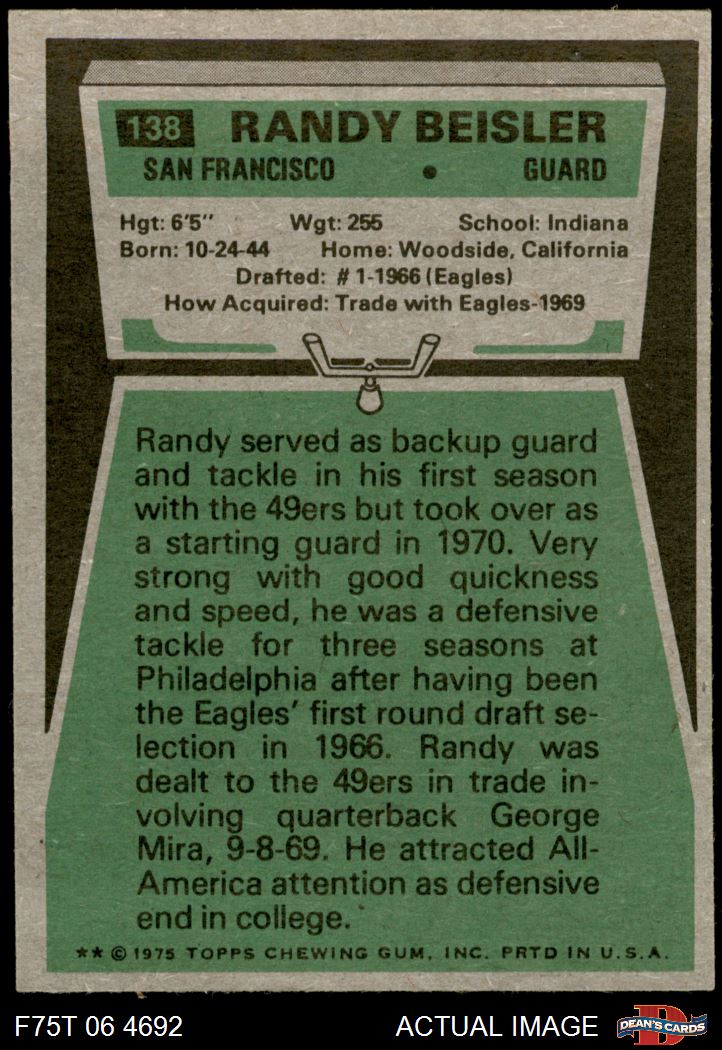 138 RANDY BEISLER
SAN FRANCISCO • GUARD
Hgt: 6'5" Wgt: 255 School: Indiana
Born: 10-24-44 Home: Woodside, California
Drafted: # 1-1966 (Eagles)
How Acquired: Trade with Eagles-1969
Randy served as backup guard
and tackle in his first season
with the 49ers but took over as
a starting guard in 1970. Very
strong with good quickness
and speed, he was a defensive
tackle for three seasons at
Philadelphia after having been
the Eagles' first round draft se-
lection in 1966. Randy was
dealt to the 49ers in trade in-
volving quarterback George
Mira, 9-8-69. He attracted All-
America attention as defensive
end in college.
** © 1975 TOPPS CHEWING GUM, INC. PRTD IN U.S.A.
F75T 06 4692 ACTUAL IMAGE D DEAN'S CARDS